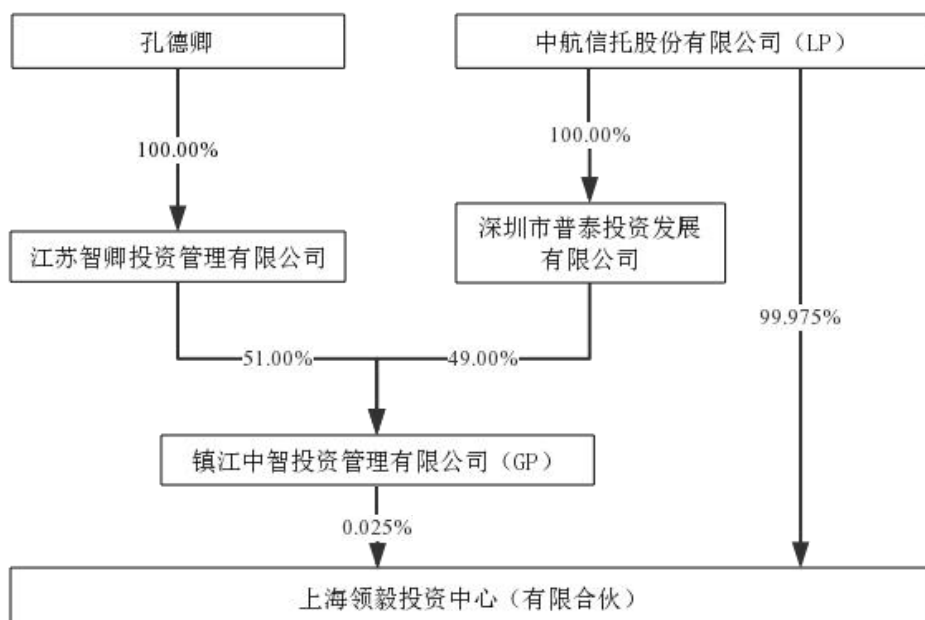 孔德卿
中航信托股份有限公司（LP）
100.00%
100.00%
江苏智卿投资管理有限公司
深圳市普泰投资发展
有限公司
99.975%
51.00%
49.00%
镇江中智投资管理有限公司（GP）
0.025%
上海领毅投资中心（有限合伙）